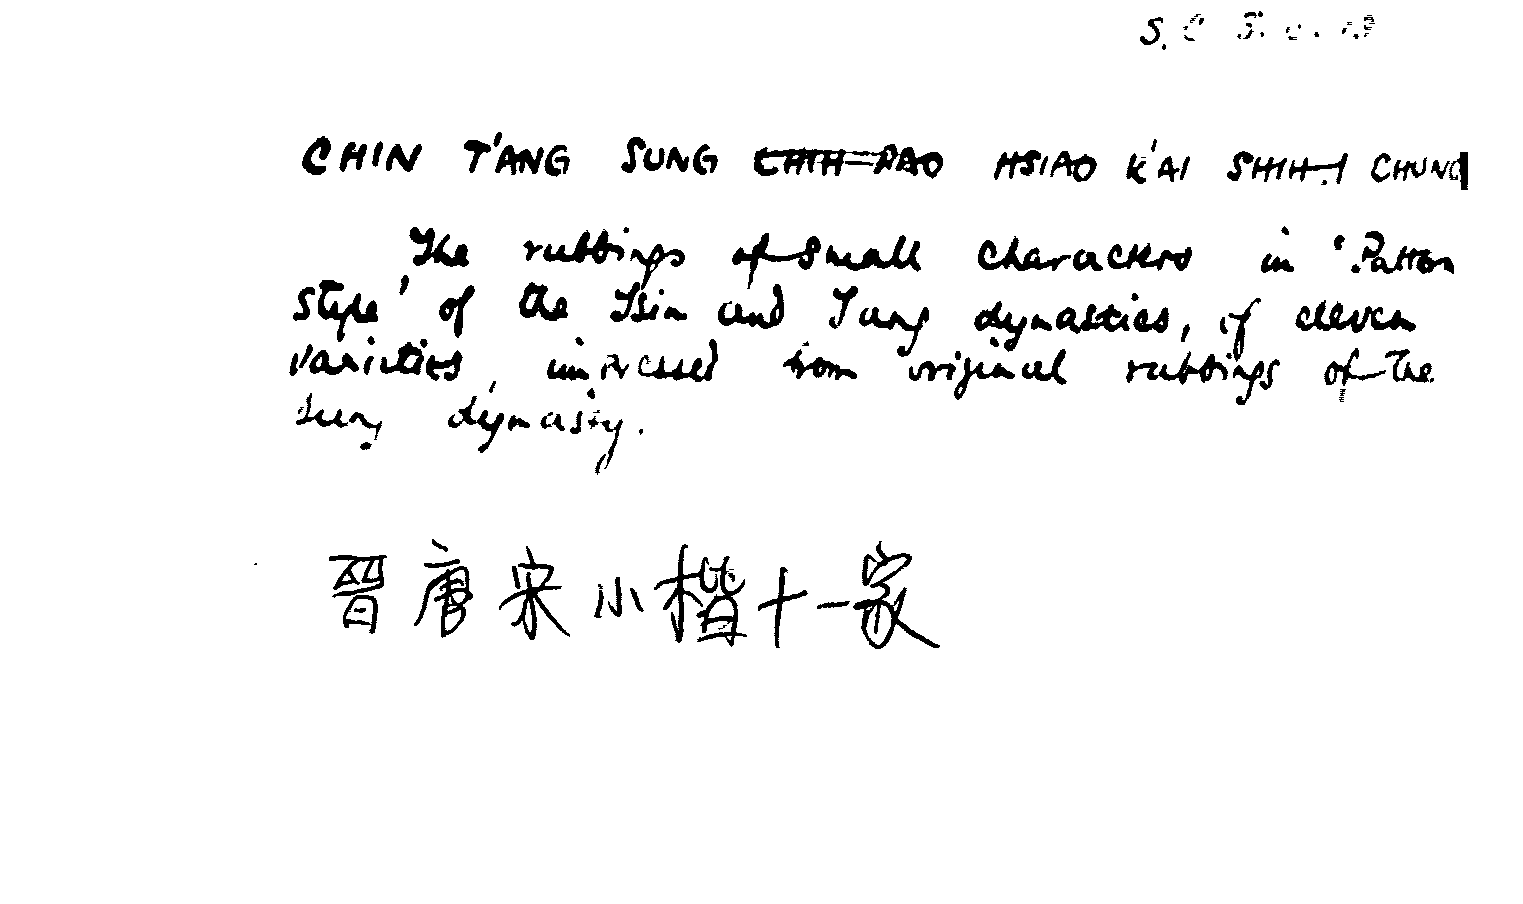 CHIN T'ANG SUNG CHIH PAO HSIAO K'AI SHIH-I CHUNG
The rubbings of small characters in 'Pattern
style' of the Tsin and Tang dynasties, of eleven
varieties, impressed from original rubbings of the
Sung dynasty.
晉唐宋小楷十一家